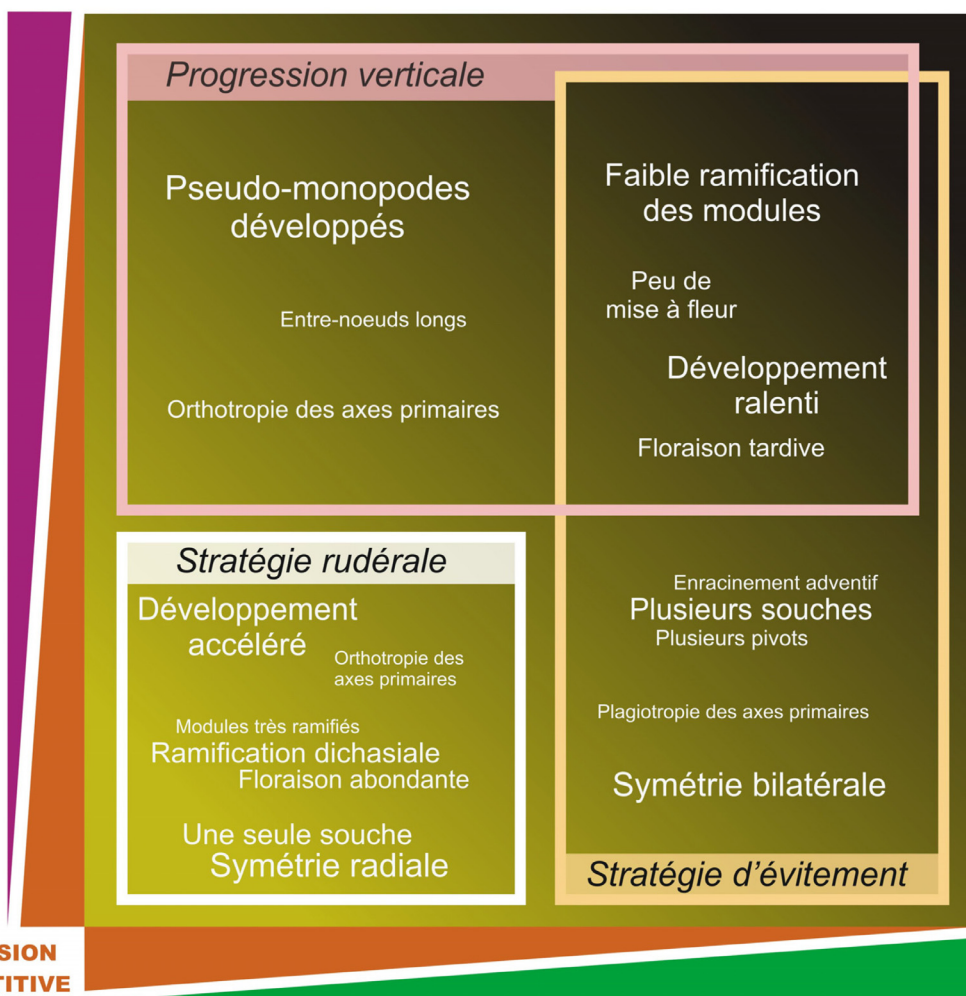 Progression verticale
Pseudo-monopodes
développés
Entre-noeuds longs
Orthotropie des axes primaires
Faible ramification
des modules
Peu de
mise à fleur
Développement
ralenti
Floraison tardive
Stratégie rudérale
Développement
accéléré
Orthotropie des
axes primaires
Modules très ramifiés
Ramification dichasiale
Floraison abondante
Une seule souche
Symétrie radiale
Enracinement adventif
Plusieurs souches
Plusieurs pivots
Plagiotropie des axes primaires
Symétrie bilatérale
Stratégie d'évitement
SION
TITIVE